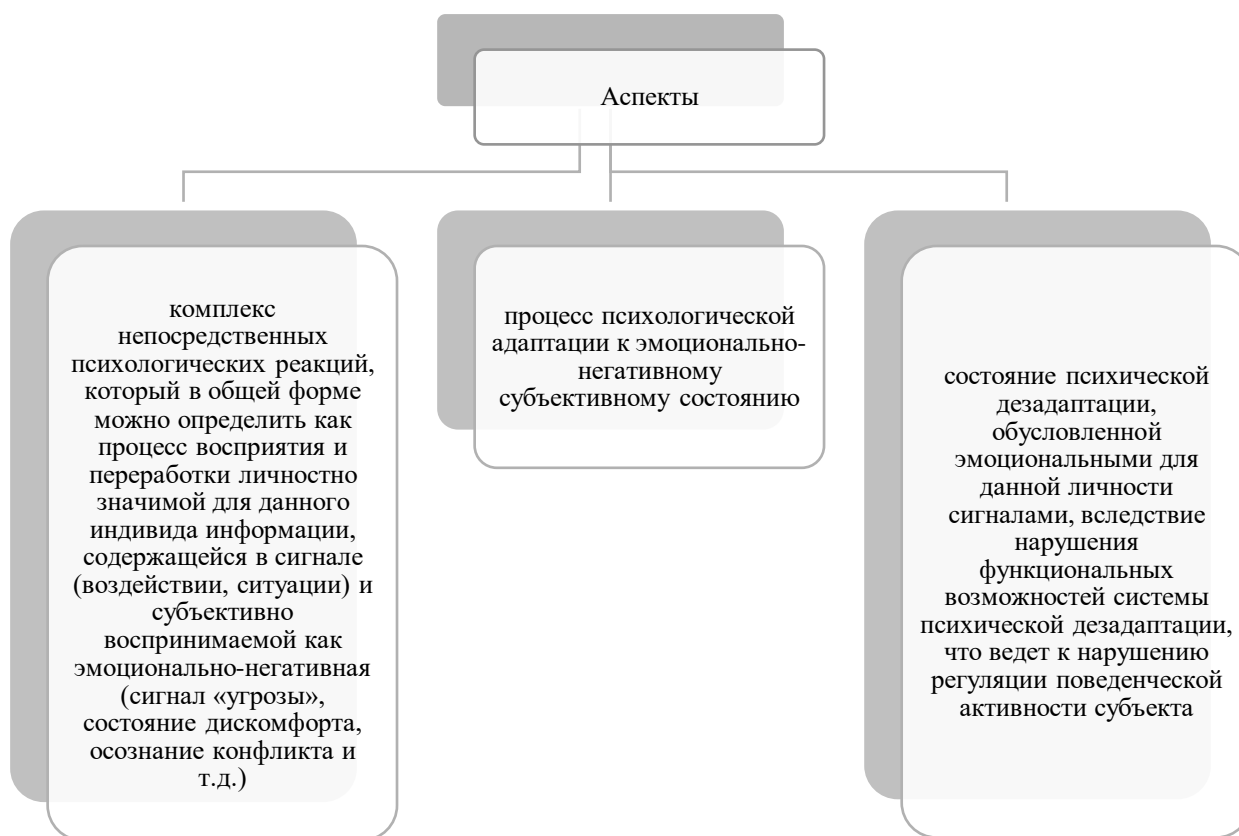 Аспекты
комплекс
непосредственных
психологических реакций,
который в общей форме
можно определить как
процесс восприятия и
переработки личностно
значимой для данного
индивида информации,
содержащейся в сигнале
(воздействии, ситуации) и
субъективно
воспринимаемой как
эмоционально-негативная
(сигнал «угрозы»,
состояние дискомфорта,
осознание конфликта и
т.д.)
процесс психологической
адаптации к эмоционально-
негативному
субъективному состоянию
состояние психической
дезадаптации,
обусловленной
эмоциональными для
данной личности
сигналами, вследствие
нарушения
функциональных
возможностей системы
психической дезадаптации,
что ведет к нарушению
регуляции поведенческой
активности субъекта